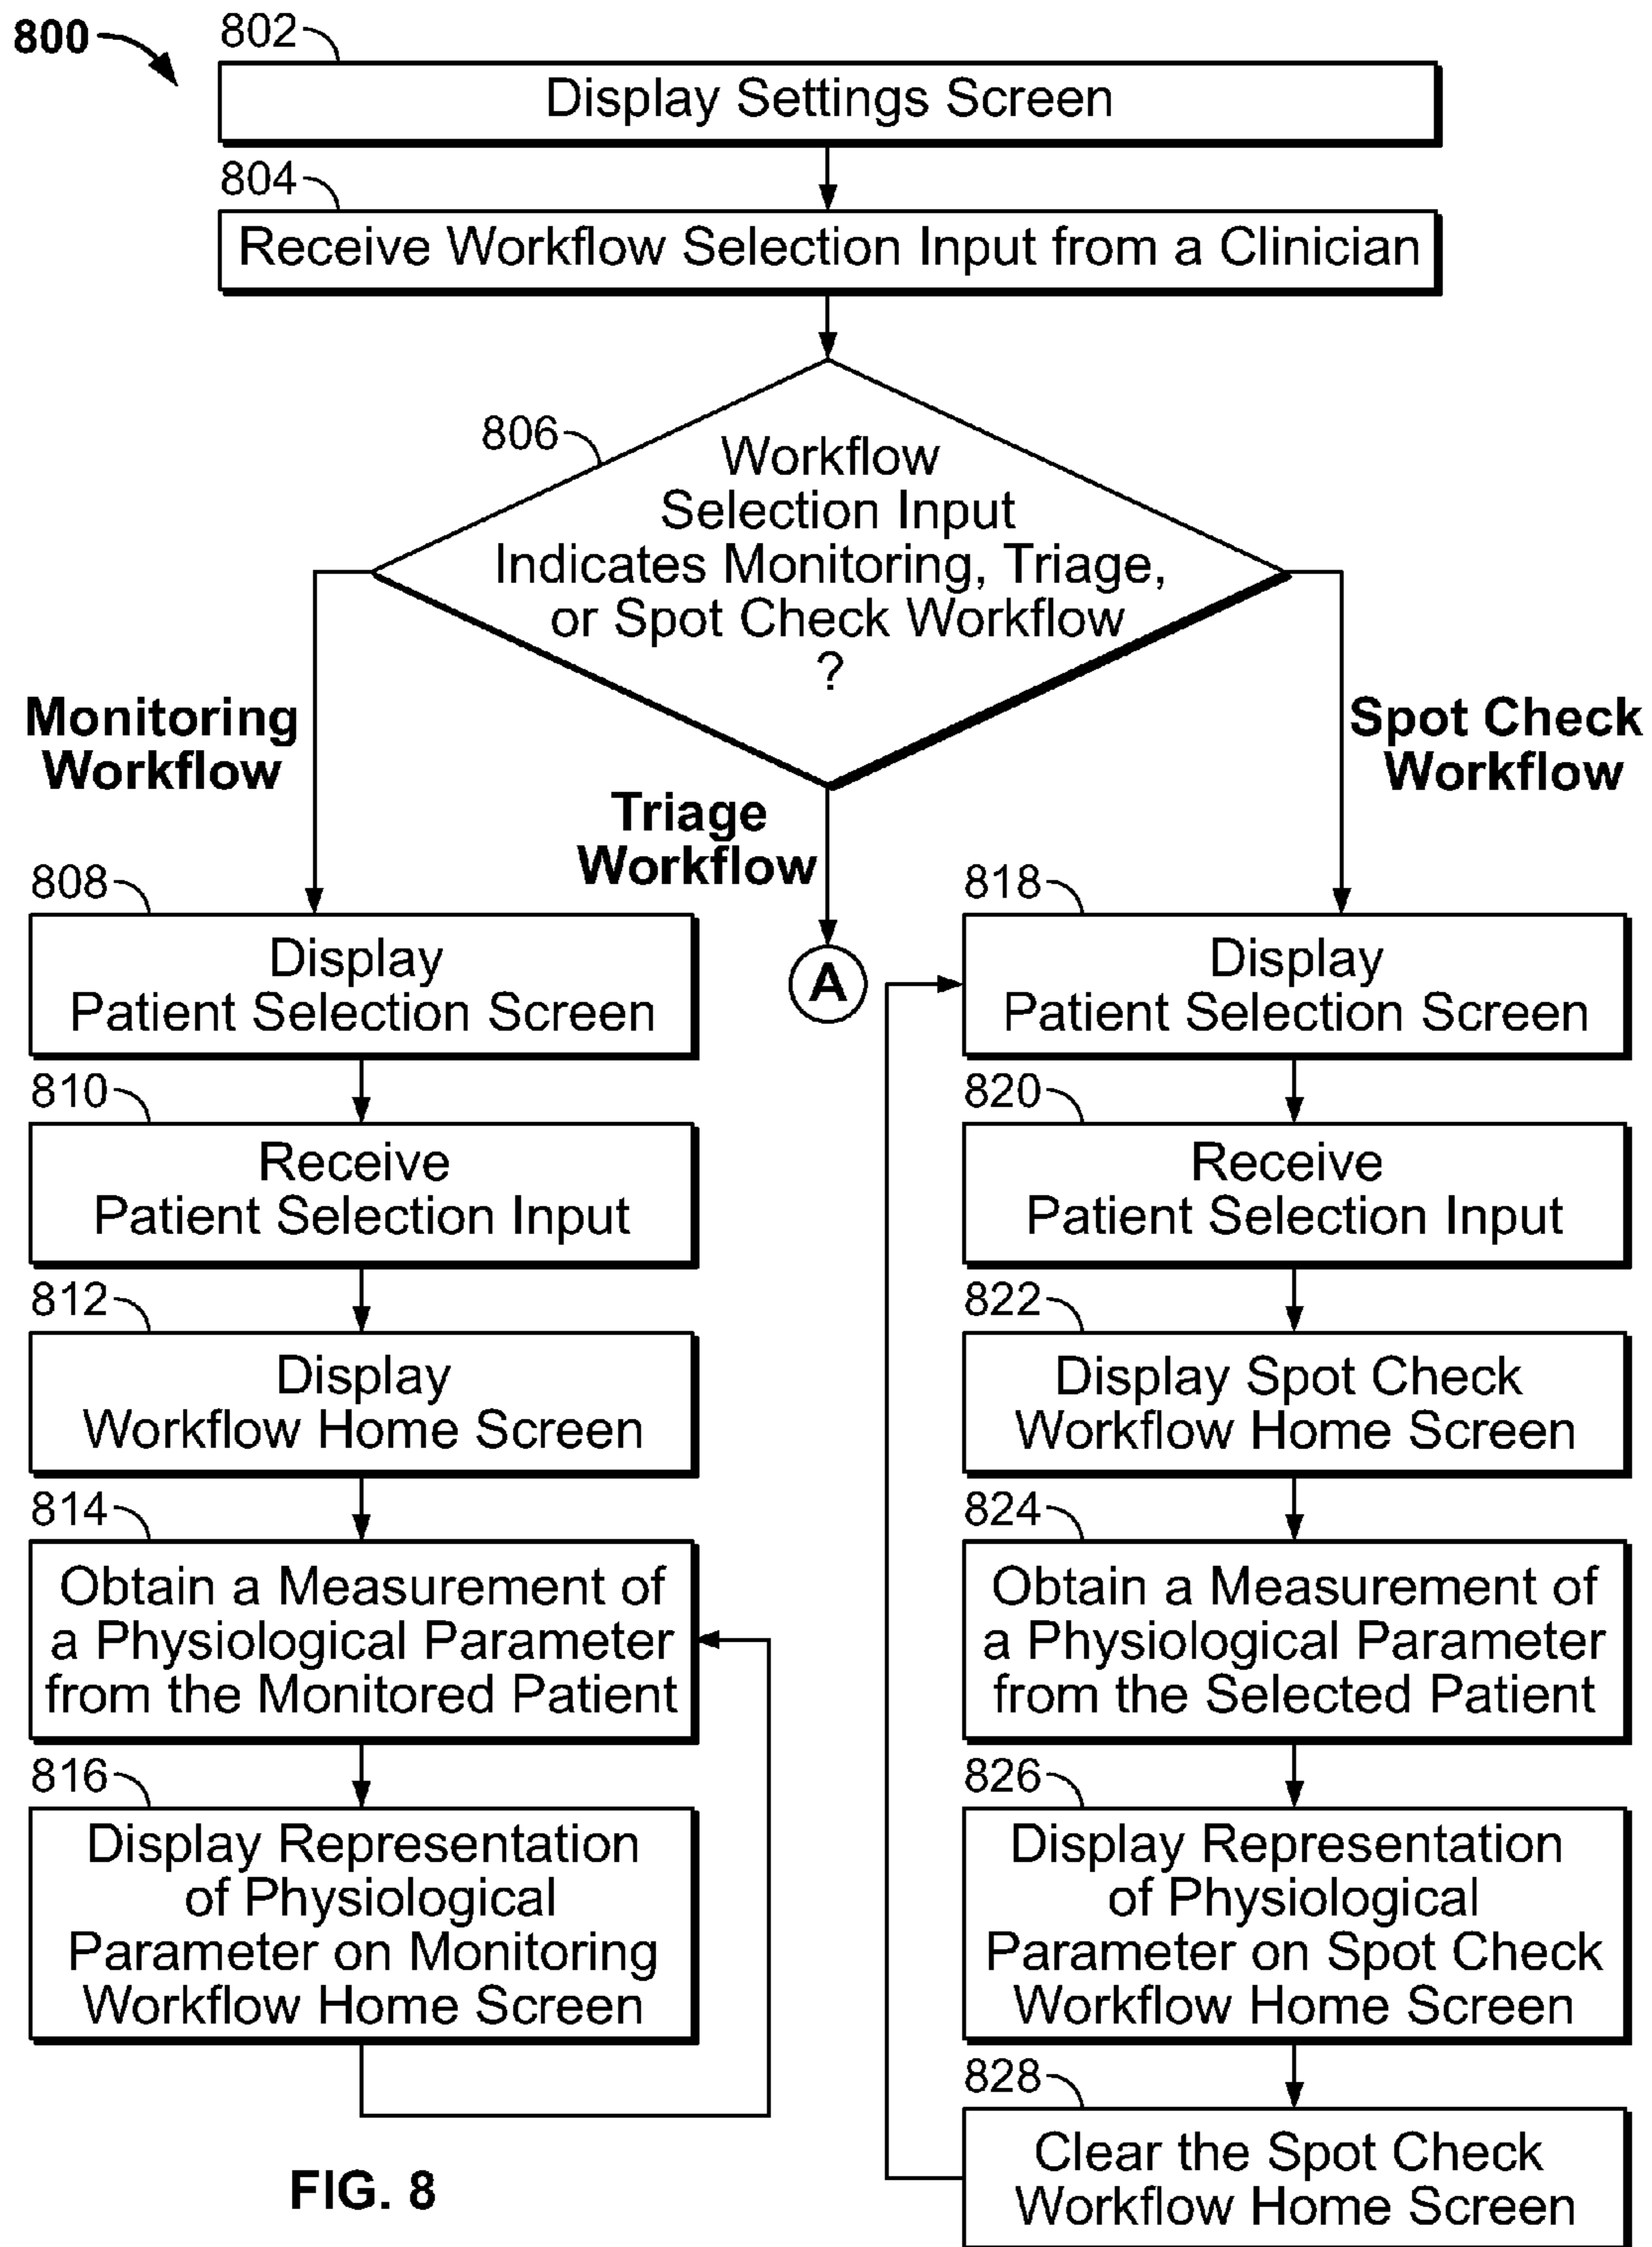 800
802
Display Settings Screen
804
Receive Workflow Selection Input from a Clinician
806
Workflow
Selection Input
Indicates Monitoring, Triage,
or Spot Check Workflow
?
Monitoring
Workflow
Triage
Workflow
Spot Check
Workflow
A
808
Display
Patient Selection Screen
810
Receive
Patient Selection Input
812
Display
Workflow Home Screen
814
Obtain a Measurement of
a Physiological Parameter
from the Monitored Patient
816
Display Representation
of Physiological
Parameter on Monitoring
Workflow Home Screen
818
Display
Patient Selection Screen
820
Receive
Patient Selection Input
822
Display Spot Check
Workflow Home Screen
824
Obtain a Measurement of
a Physiological Parameter
from the Selected Patient
826
Display Representation
of Physiological
Parameter on Spot Check
Workflow Home Screen
828
Clear the Spot Check
Workflow Home Screen
FIG. 8